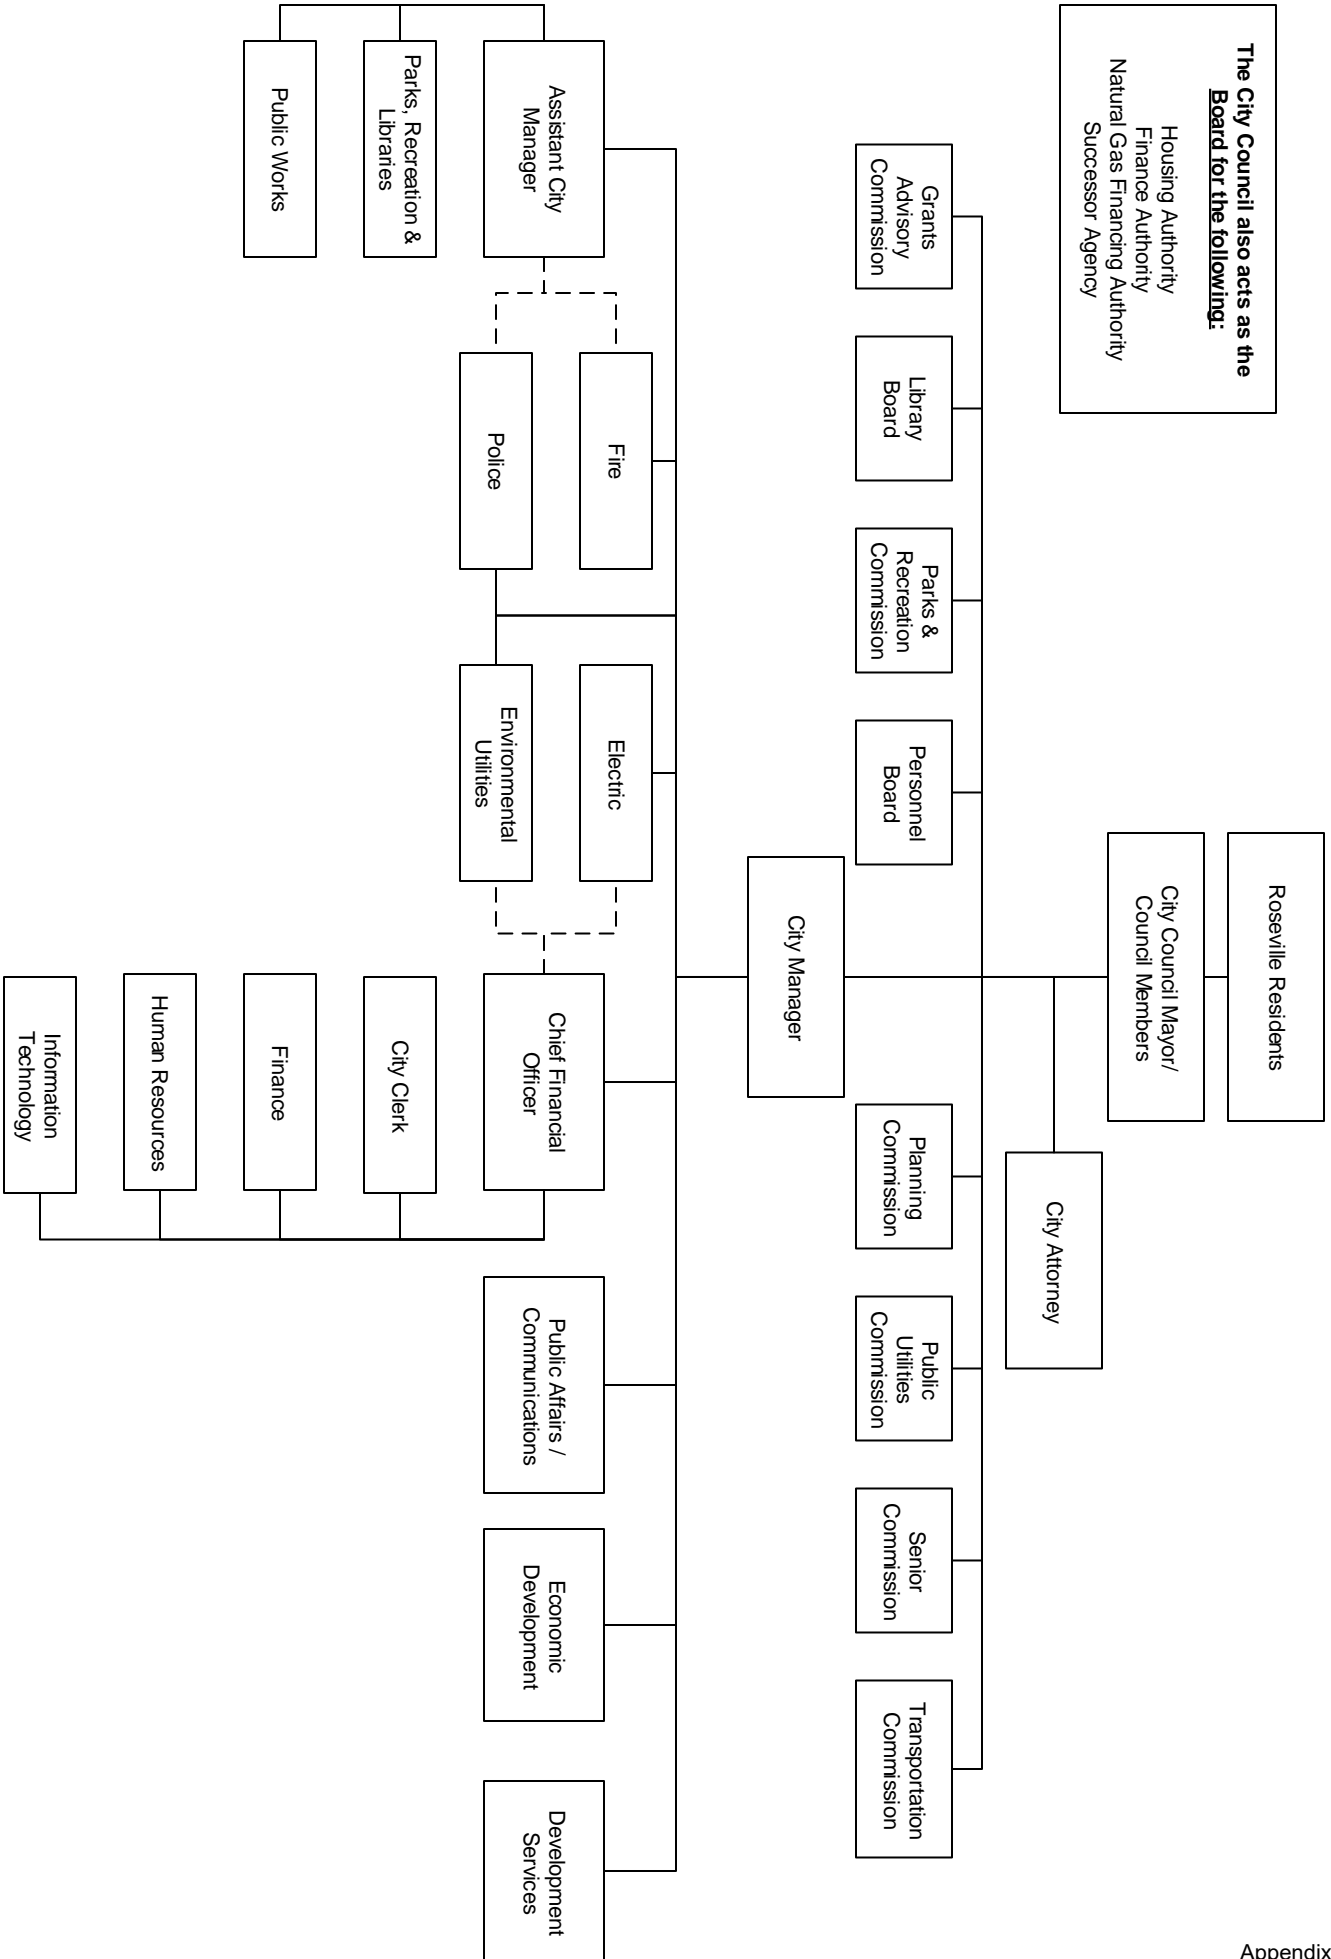 Appendix
The City Council also acts as the
Board for the following:
Housing Authority
Finance Authority
Natural Gas Financing Authority
Successor Agency
Roseville Residents
City Council Mayor/
Council Members
City Attorney
Grants
Advisory
Commission
Library
Board
Parks &
Recreation
Commission
Personnel
Board
Planning
Commission
Public
Utilities
Commission
Senior
Commission
Transportation
Commission
City Manager
Assistant City
Manager
Parks, Recreation &
Libraries
Public Works
Fire
Police
Electric
Environmental
Utilities
Chief Financial
Officer
City Clerk
Finance
Human Resources
Information
Technology
Public Affairs /
Communications
Economic
Development
Development
Services